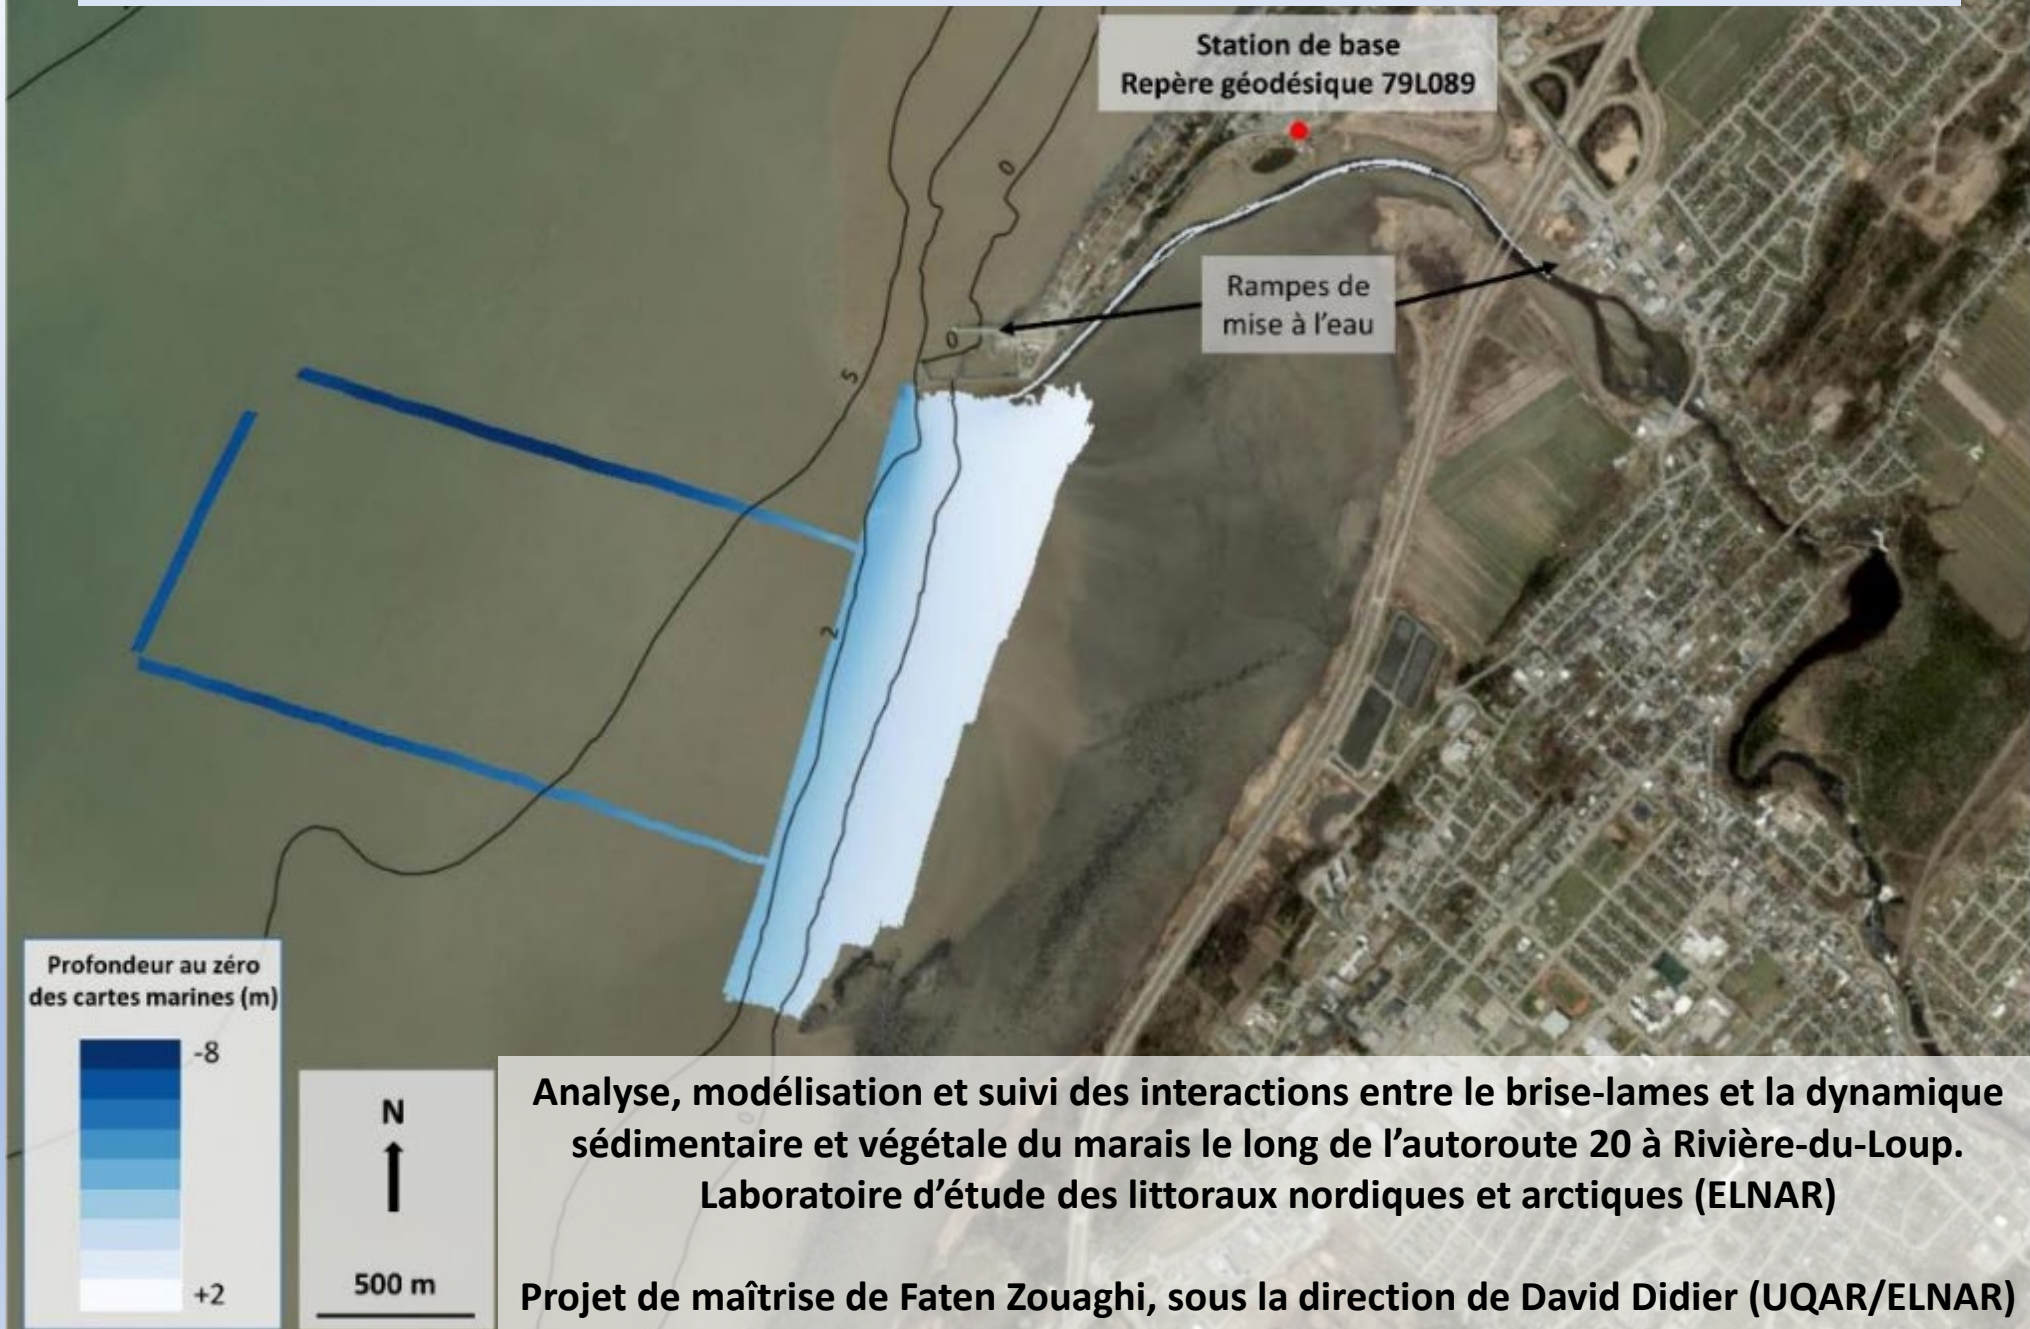 Station de base
Repère géodésique 79L089
0
Rampes de
mise à l'eau
0
5
2
Profondeur au zéro
des cartes marines (m)
-8
+2
N
500 m
0
Analyse, modélisation et suivi des interactions entre le brise-lames et la dynamique
sédimentaire et végétale du marais le long de l'autoroute 20 à Rivière-du-Loup.
Laboratoire d'étude des littoraux nordiques et arctiques (ELNAR)
Projet de maîtrise de Faten Zouaghi, sous la direction de David Didier (UQAR/ELNAR)